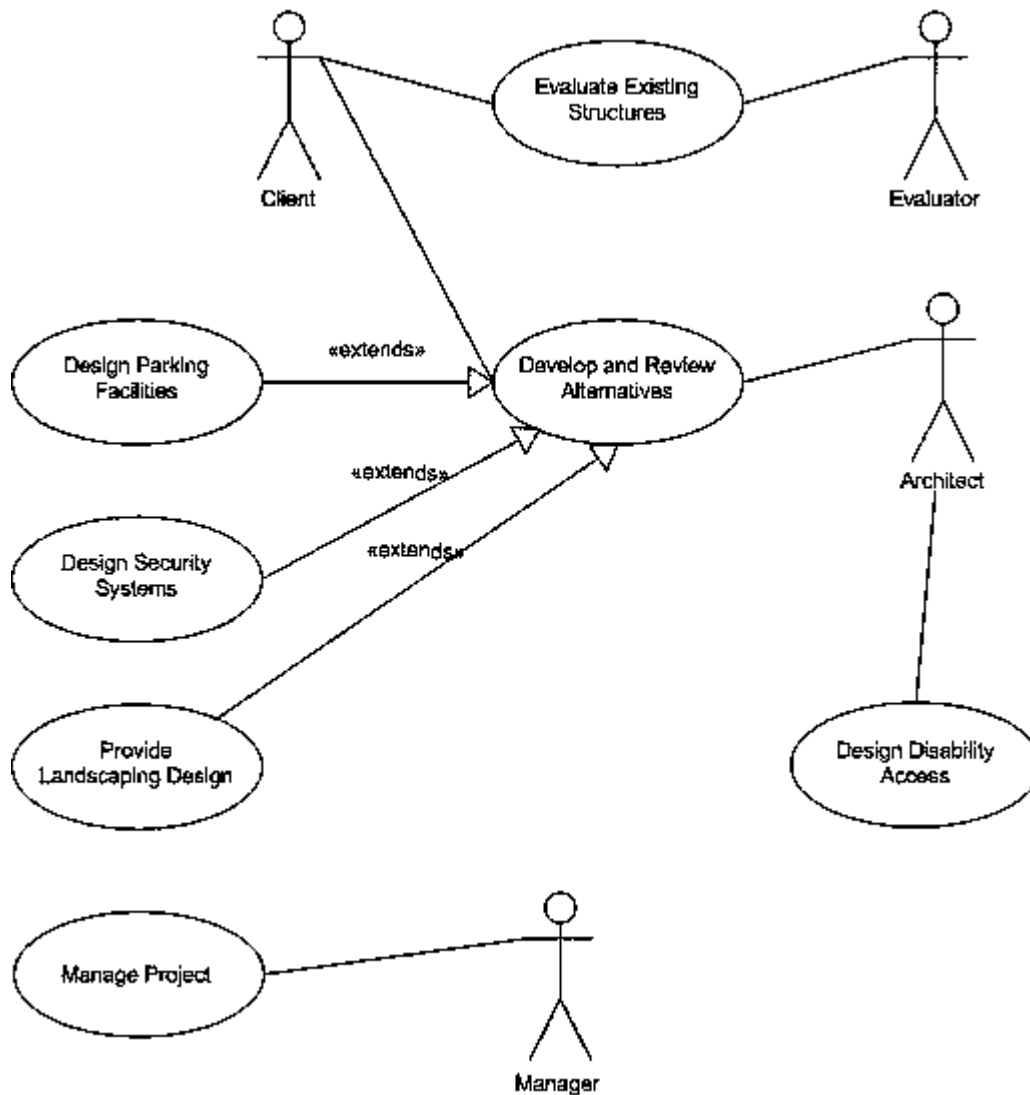 Evaluate Existing
Structures
Client
Evaluator
Design Parking
Facilities
«extends»
Develop and Review
Alternatives
Architect
«extends»
Design Security
Systems
«extends»
Provide
Landscaping Design
Design Disability
Access
Manage Project
Manager